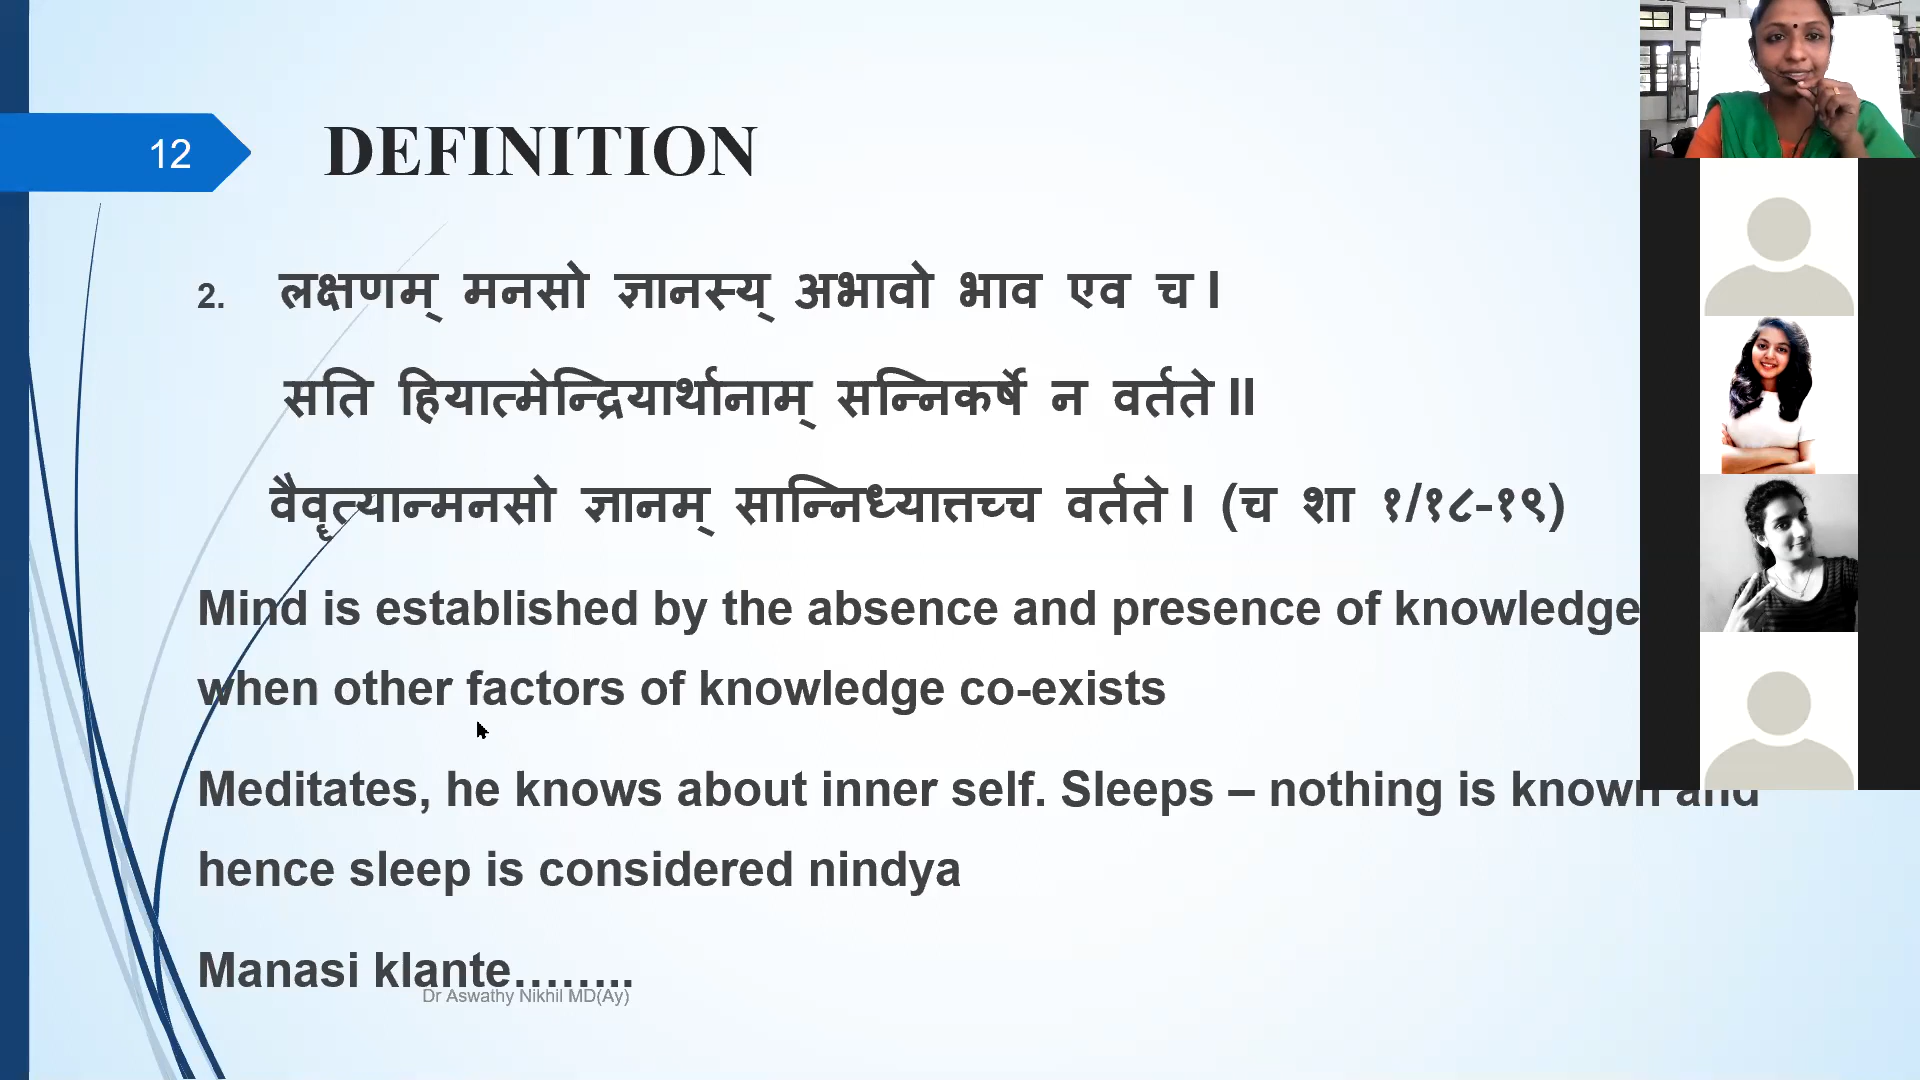 12
DEFINITION
2. लक्षणम् मनसो ज्ञानस्य् अभावो भाव एव च I
सति हियात्मेन्द्रियार्थानाम् सन्निकर्षे न वर्तते II
वैवृत्यान्मनसो ज्ञानम् सान्निध्यात्तच्च वर्तते I (च शा १/१८-१९)
Mind is established by the absence and presence of knowledge
when other factors of knowledge co-exists
Meditates, he knows about inner self. Sleeps – nothing is known and
hence sleep is considered nindya
Manasi klante……..
Dr Aswathy Nikhil MD(Ay)